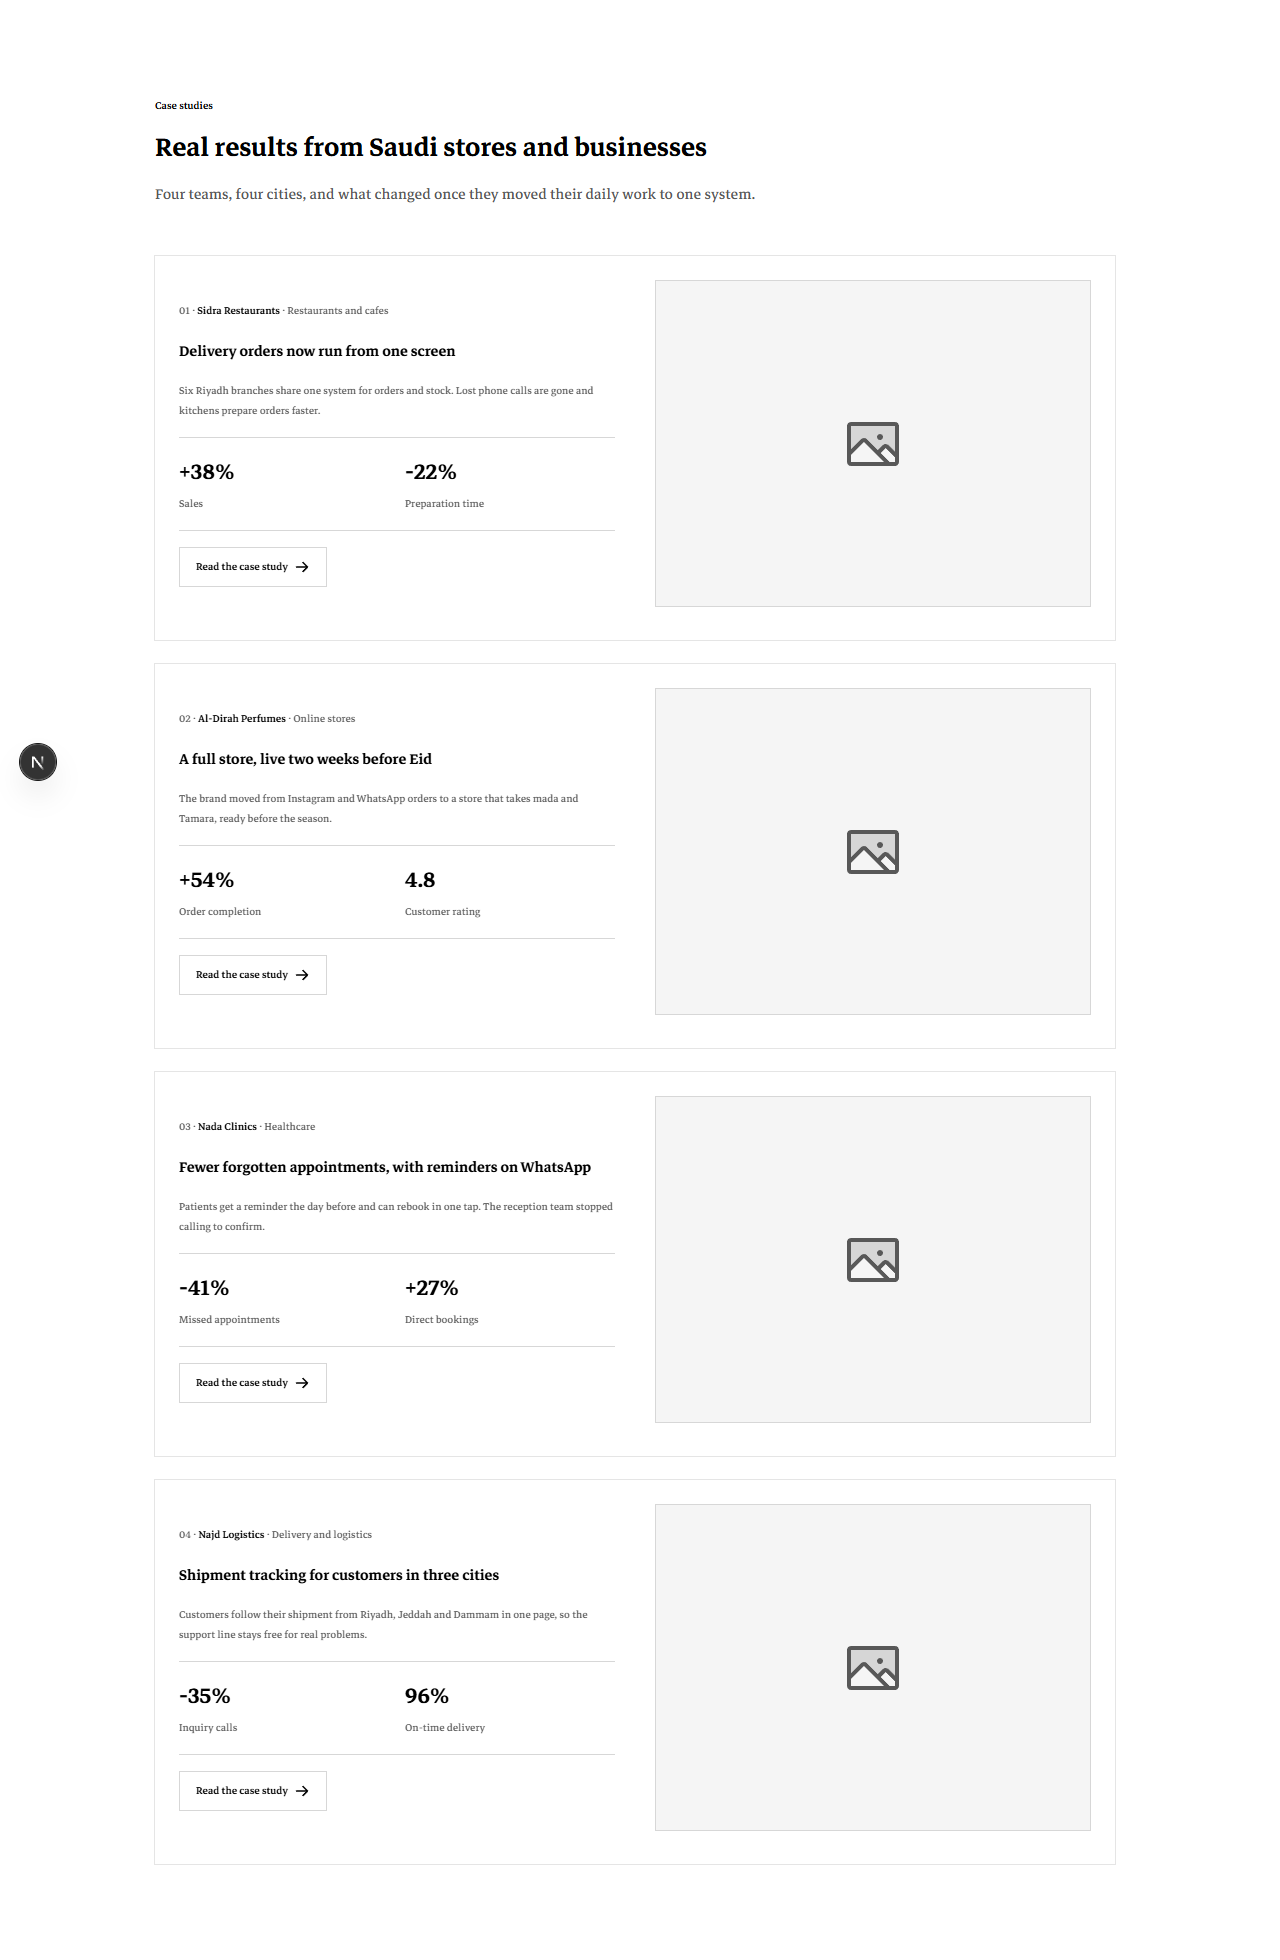 Case studies
Real results from Saudi stores and businesses
Four teams, four cities, and what changed once they moved their daily work to one system.
01 · Sidra Restaurants · Restaurants and cafes
Delivery orders now run from one screen
Six Riyadh branches share one system for orders and stock. Lost phone calls are gone and
kitchens prepare orders faster.
+38%
Sales
-22%
Preparation time
Read the case study
02 · Al-Dirah Perfumes · Online stores
A full store, live two weeks before Eid
The brand moved from Instagram and WhatsApp orders to a store that takes mada and
Tamara, ready before the season.
+54%
Order completion
4.8
Customer rating
Read the case study
03 · Nada Clinics · Healthcare
Fewer forgotten appointments, with reminders on WhatsApp
Patients get a reminder the day before and can rebook in one tap. The reception team stopped
calling to confirm.
-41%
Missed appointments
+27%
Direct bookings
Read the case study
04 · Najd Logistics · Delivery and logistics
Shipment tracking for customers in three cities
Customers follow their shipment from Riyadh, Jeddah and Dammam in one page, so the
support line stays free for real problems.
-35%
Inquiry calls
96%
On-time delivery
Read the case study
N